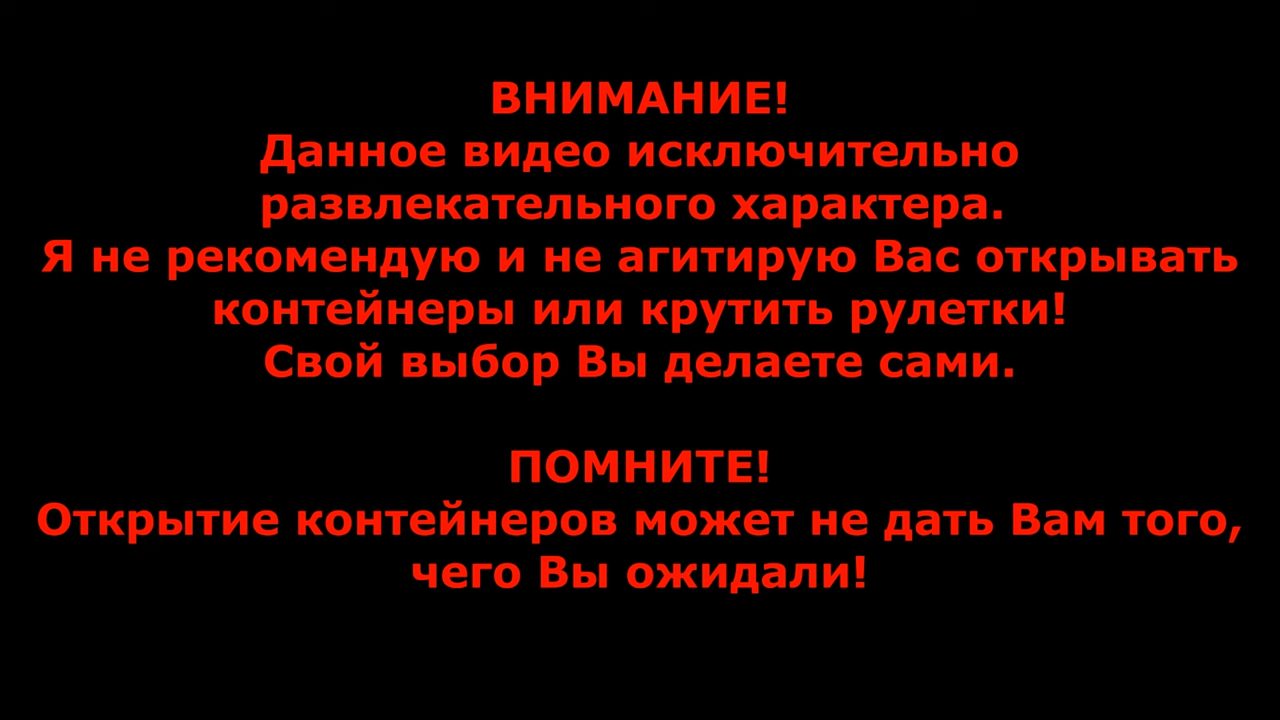 ВНИМАНИЕ!
Данное видео исключительно
развлекательного характера.
Я не рекомендую и не агитирую Вас открывать
контейнеры или крутить рулетки!
Свой выбор Вы делаете сами.
ПОМНИТЕ!
Открытие контейнеров может не дать Вам того,
чего Вы ожидали!